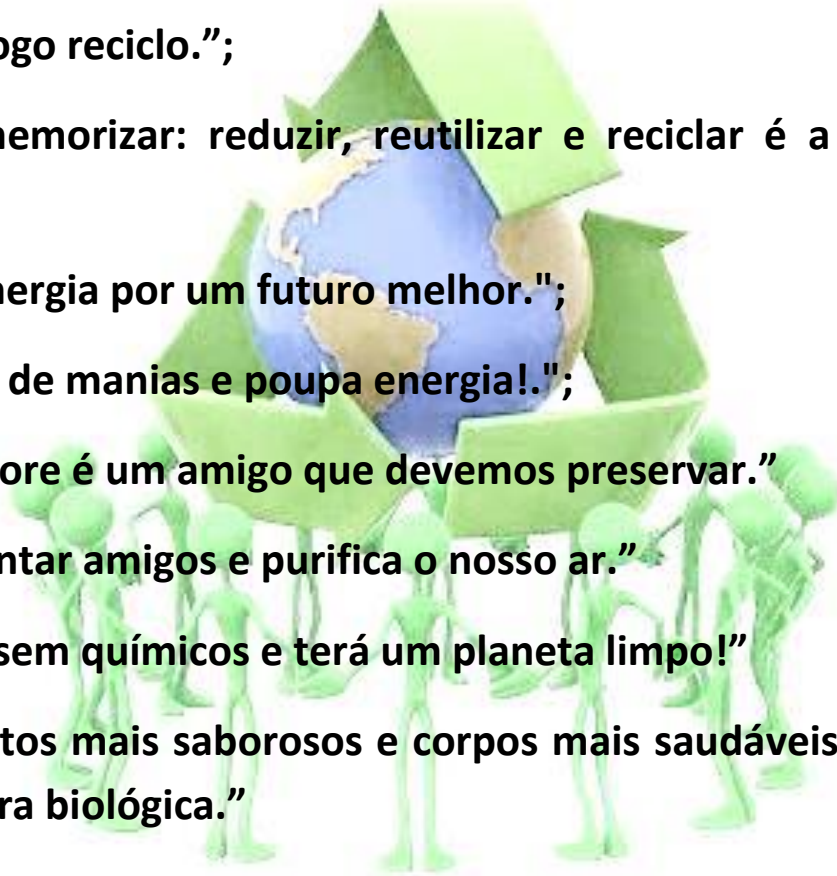 ogo reciclo.”;
emorizar: reduzir, reutilizar e reciclar é a
nergia por um futuro melhor.";
de manias e poupa energia!.";
ore é um amigo que devemos preservar.”
ntar amigos e purifica o nosso ar.”
sem químicos e terá um planeta limpo!”
tos mais saborosos e corpos mais saudáveis
ra biológica.”